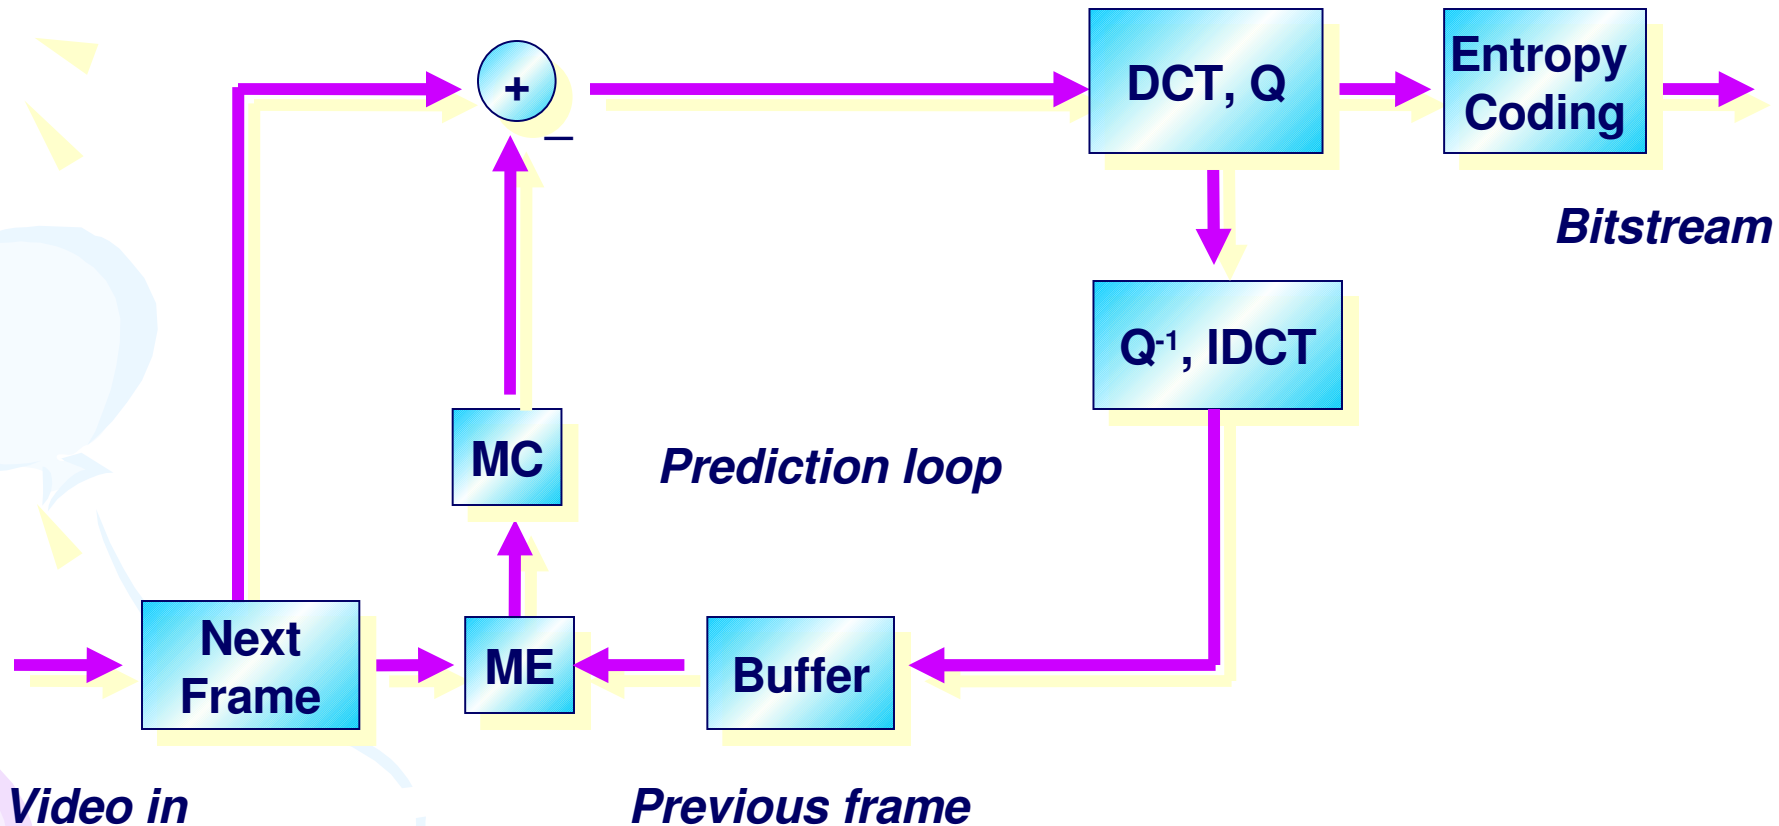 +
–
DCT, Q
Entropy
Coding
Bitstream
Q-1, IDCT
MC
Prediction loop
Next
Frame
ME
Buffer
Video in
Previous frame